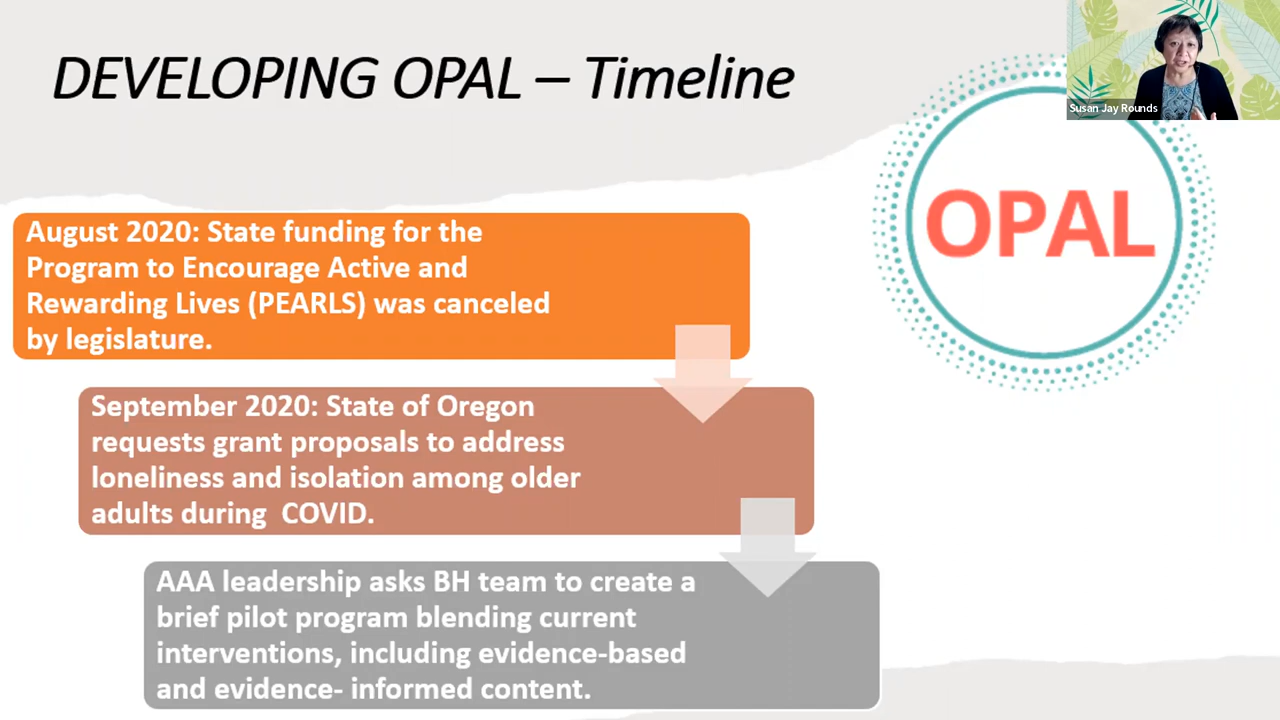 DEVELOPING OPAL – Timeline
Susan Jay Rounds
OPAL
August 2020: State funding for the
Program to Encourage Active and
Rewarding Lives (PEARLS) was canceled
by legislature.
September 2020: State of Oregon
requests grant proposals to address
loneliness and isolation among older
adults during  COVID.
AAA leadership asks BH team to create a
brief pilot program blending current
interventions, including evidence-based
and evidence- informed content.